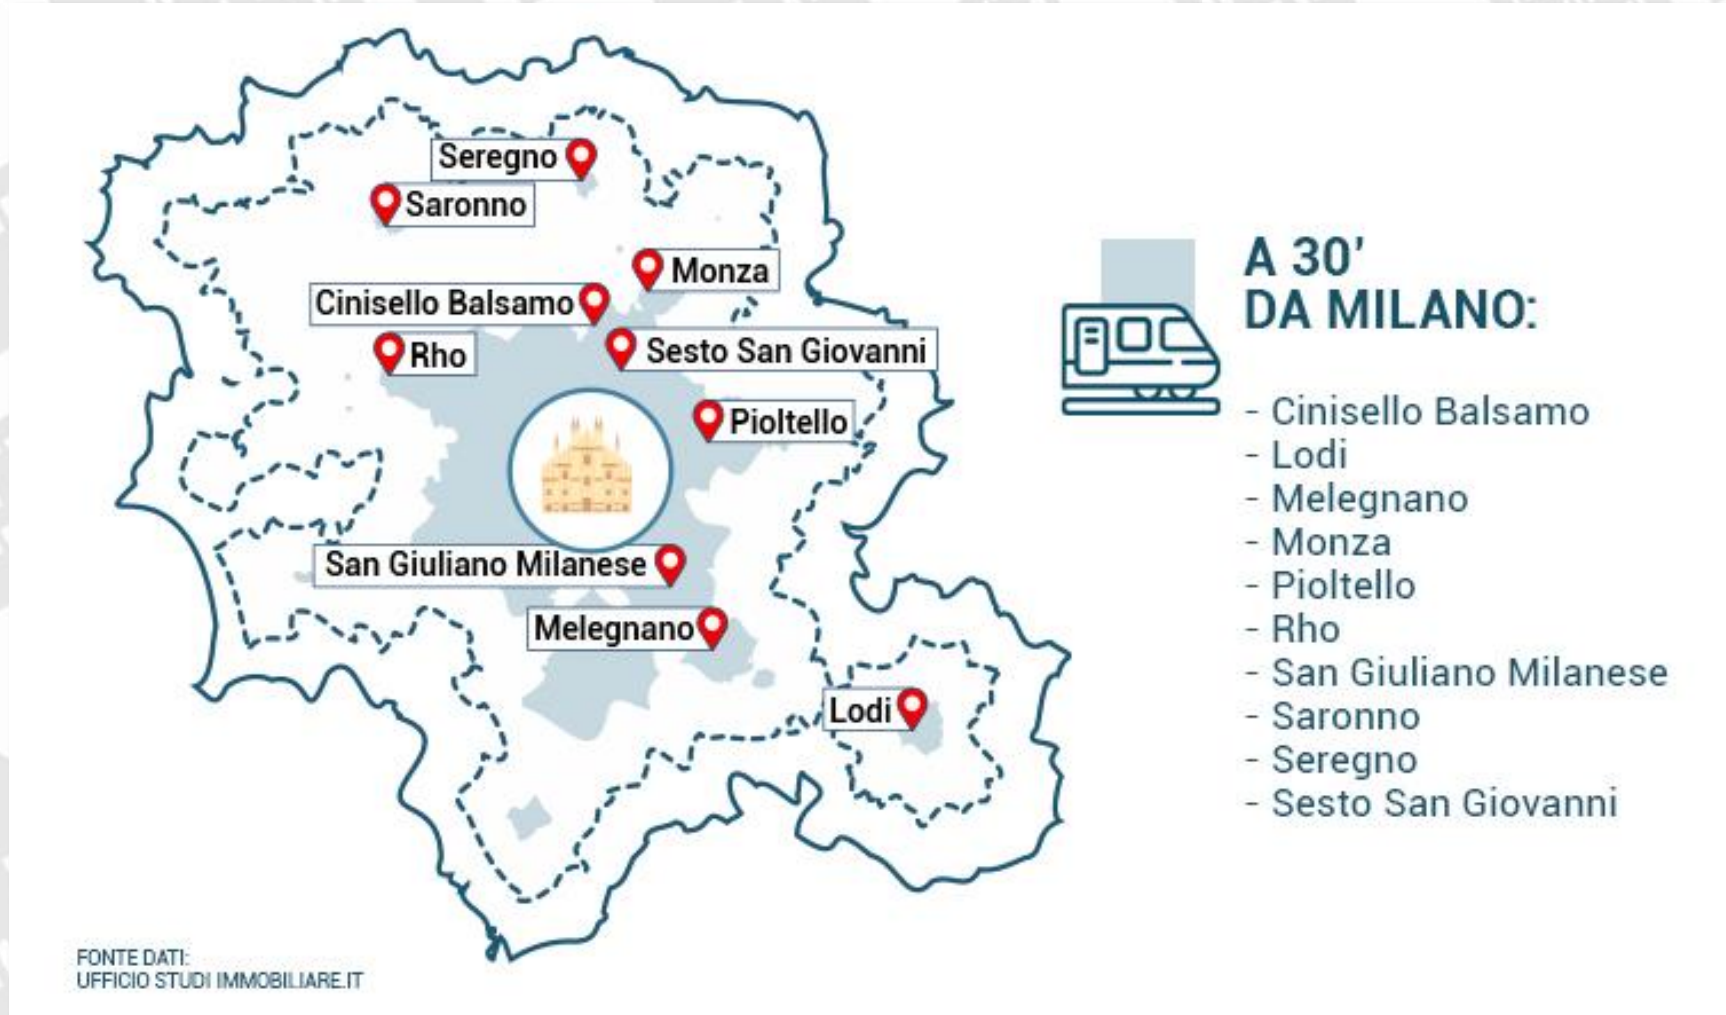 Seregno
Saronno
Monza
Cinisello Balsamo
Rho
Sesto San Giovanni
Pioltello
San Giuliano Milanese
Melegnano
Lodi
A 30'
DA MILANO:
- Cinisello Balsamo
- Lodi
- Melegnano
- Monza
- Pioltello
- Rho
- San Giuliano Milanese
- Saronno
- Seregno
- Sesto San Giovanni
FONTE DATI:
UFFICIO STUDI IMMOBILIARE.IT